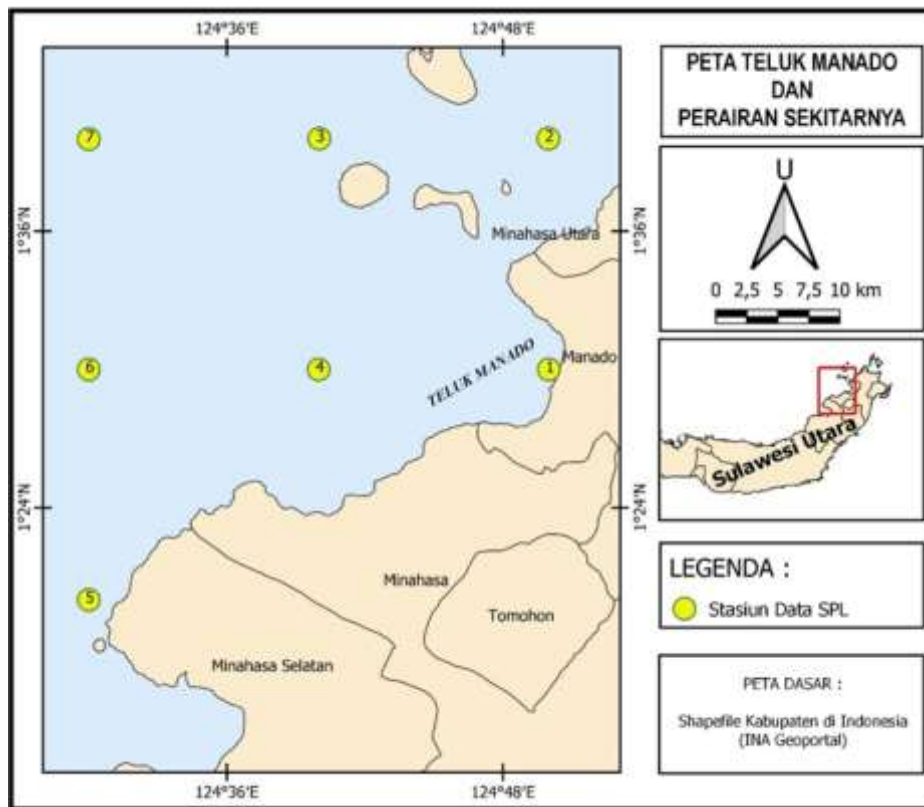 124°36'E 124°48'E
7 3 2
Minahasa Utara
1°36'N 1°36'N
TELUK MANADO
Manado
6 4 1
1°24'N 1°24'N
5
Minahasa
Tomohon
Minahasa Selatan
124°36'E 124°48'E
PETA TELUK MANADO
DAN
PERAIRAN SEKITARNYA
U
0 2,5 5 7,5 10 km
Sulawesi Utara
LEGENDA :
Stasiun Data SPL
PETA DASAR :
Shapefile Kabupaten di Indonesia
(INA Geoportal)